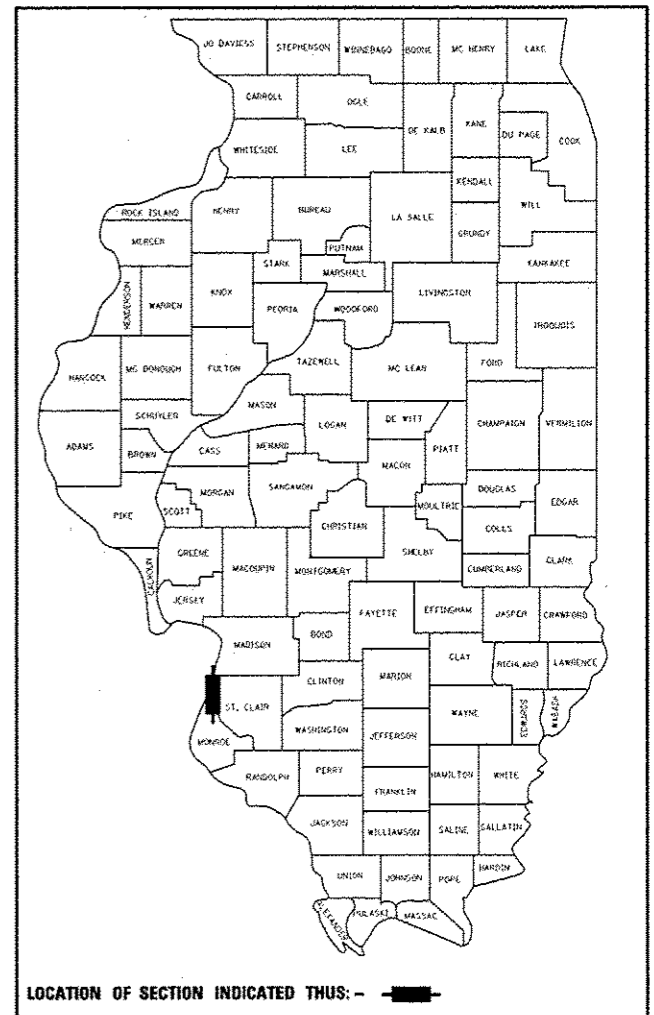 JO DAVIESS STEPHENSON WINNEBAGO BOONE MC HENRY LAKE
CARROLL OGLE DE KALB KANE DU PAGE COOK
WHITESIDE LEE
KENDALL WILL
ROCK ISLAND HENRY BUREAU LA SALLE GRUNDY
MERCER PUTNAM
STARK MARSHALL KANKAKEE
HENDERSON WARREN KNOX PEORIA WOODFORD LIVINGSTON IROQUOIS
HANCOCK MC DONOUGH FULTON TAZEWELL MC LEAN FORD
SCHUYLER MASON LOGAN DE WITT CHAMPAIGN VERMILION
ADAMS BROWN CASS MENARD PIATT
MACON
PIKE SCOTT MORGAN SANGAMON MOULTRIE DOUGLAS EDGAR
CHRISTIAN COLES
CALHOUN GREENE MACOUPIN MONTGOMERY SHELBY CUMBERLAND CLARK
JERSEY
MADISON BOND FAYETTE EFFINGHAM JASPER CRAWFORD
CLAY RICHLAND LAWRENCE
ST. CLAIR CLINTON MARION
WAYNE EDWARDS WABASH
MONROE WASHINGTON JEFFERSON
RANDOLPH PERRY HAMILTON WHITE
FRANKLIN
JACKSON WILLIAMSON SALINE GALLATIN
UNION JOHNSON POPE HARDIN
ALEXANDER PULASKI MASSAC
LOCATION OF SECTION INDICATED THUS: -